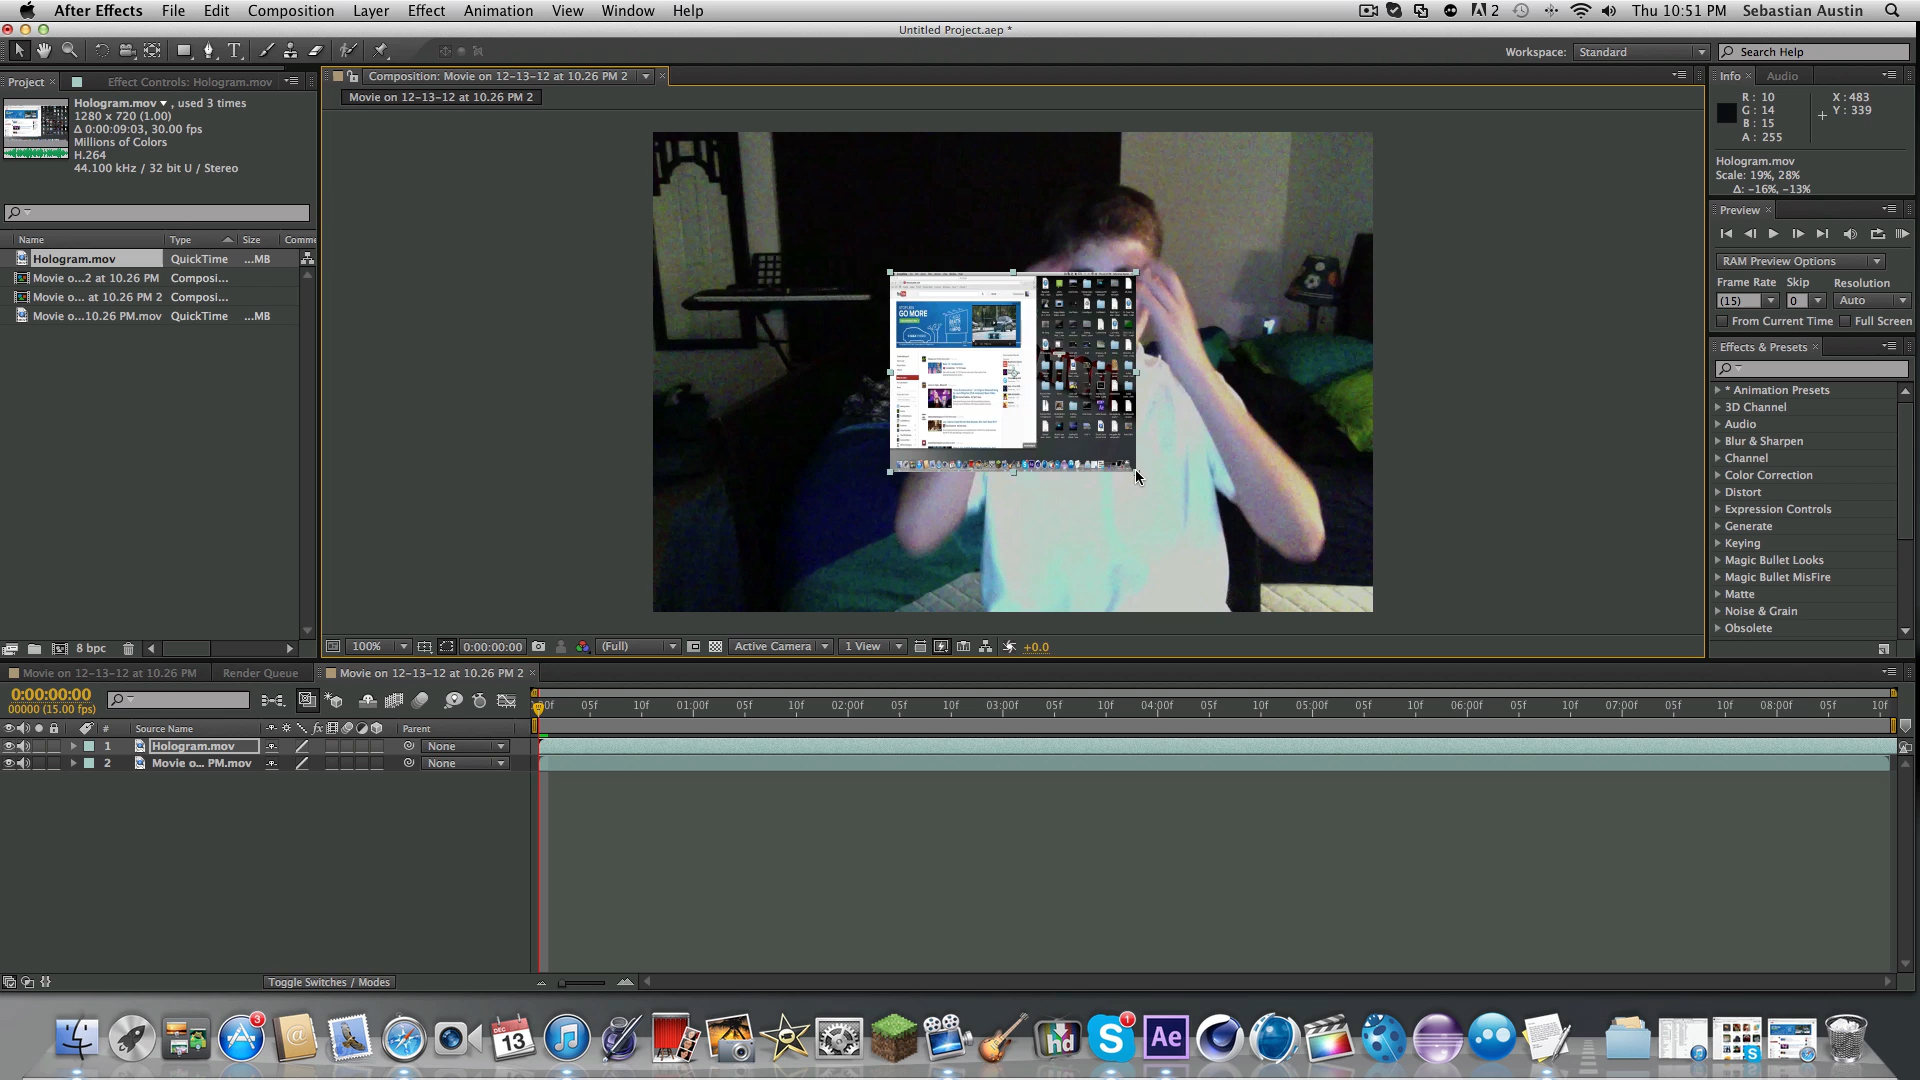 After Effects File Edit Composition Layer Effect Animation View Window Help
2 Thu 10:51 PM Sebastian Austin
Untitled Project.aep *
Workspace: Standard Search Help
Project Effect Controls: Hologram.mov
Hologram.mov , used 3 times
1280 x 720 (1.00)
Δ 0:00:09:03, 30.00 fps
Millions of Colors
H.264
44.100 kHz / 32 bit U / Stereo
Name Type Size Comme
Hologram.mov QuickTime ...MB
Movie o...2 at 10.26 PM Composi...
Movie o... at 10.26 PM 2 Composi...
Movie o...10.26 PM.mov QuickTime ...MB
8 bpc
Composition: Movie on 12-13-12 at 10.26 PM 2
Movie on 12-13-12 at 10.26 PM 2
GO MORE
100% 0:00:00:00 (Full) Active Camera 1 View +0.0
Info Audio
R: 10 X: 483
G: 14 Y: 339
B: 15
A: 255
Hologram.mov
Scale: 19%, 28%
Δ: -16%, -13%
Preview
RAM Preview Options
Frame Rate Skip Resolution
(15) 0 Auto
From Current Time Full Screen
Effects & Presets
* Animation Presets
3D Channel
Audio
Blur & Sharpen
Channel
Color Correction
Distort
Expression Controls
Generate
Keying
Magic Bullet Looks
Magic Bullet MisFire
Matte
Noise & Grain
Obsolete
Movie on 12-13-12 at 10.26 PM Render Queue Movie on 12-13-12 at 10.26 PM 2
0:00:00:00
00000 (15.00 fps)
00f 05f 10f 01:00f 05f 10f 02:00f 05f 10f 03:00f 05f 10f 04:00f 05f 10f 05:00f 05f 10f 06:00f 05f 10f 07:00f 05f 10f 08:00f 05f 10f
# Source Name fx Parent
1 Hologram.mov None
2 Movie o... PM.mov None
Toggle Switches / Modes
3 DEC 13 hd 1 Ae